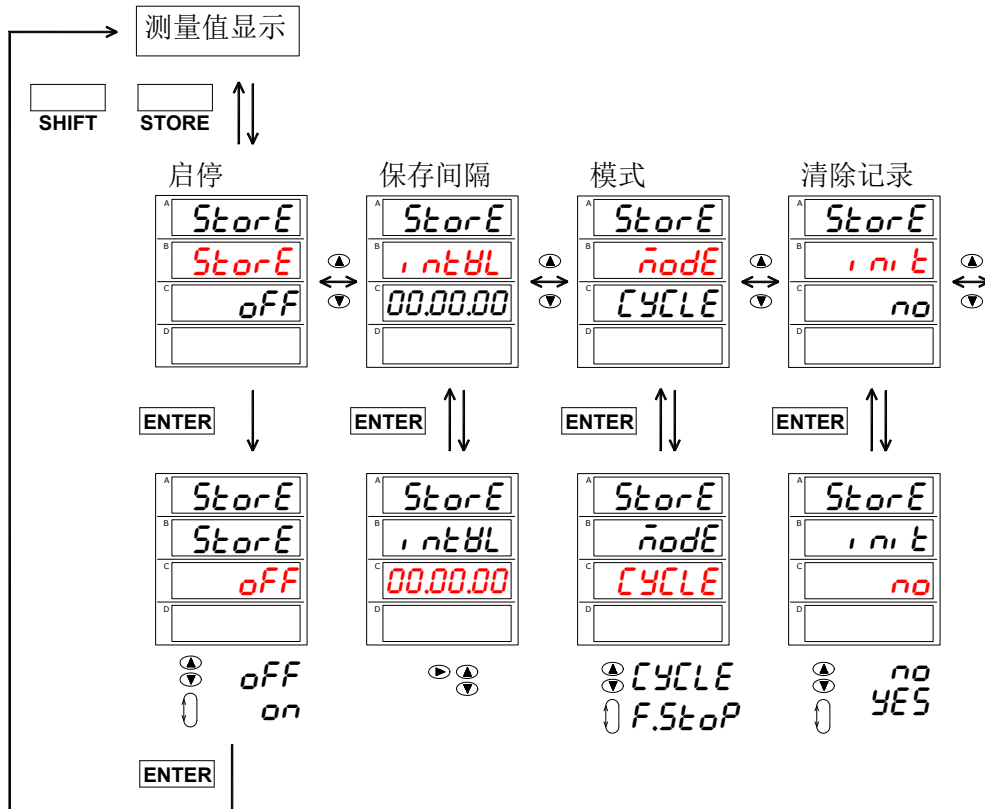 测量值显示
SHIFT STORE
启停 保存间隔 模式 清除记录
A StorE A StorE A StorE A StorE
B StorE B intVL B modE B init
C oFF C 00.00.00 C CYCLE C no
D D D D
ENTER ENTER ENTER ENTER
A StorE A StorE A StorE A StorE
B StorE B intVL B modE B init
C oFF C 00.00.00 C CYCLE C no
D D D D
oFF CYCLE no
on F.StoP YES
ENTER